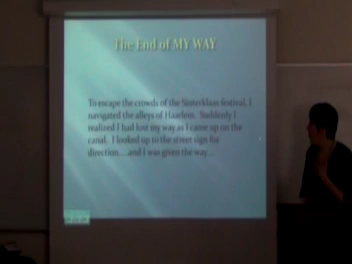 The End of MY WAY
To escape the crowds of the Sinterklaas festival, I
navigated the alleys of Haarlem. Suddenly I
realized I had lost my way as I came up on the
canal. I looked up to the street sign for
direction....and I was given the way...